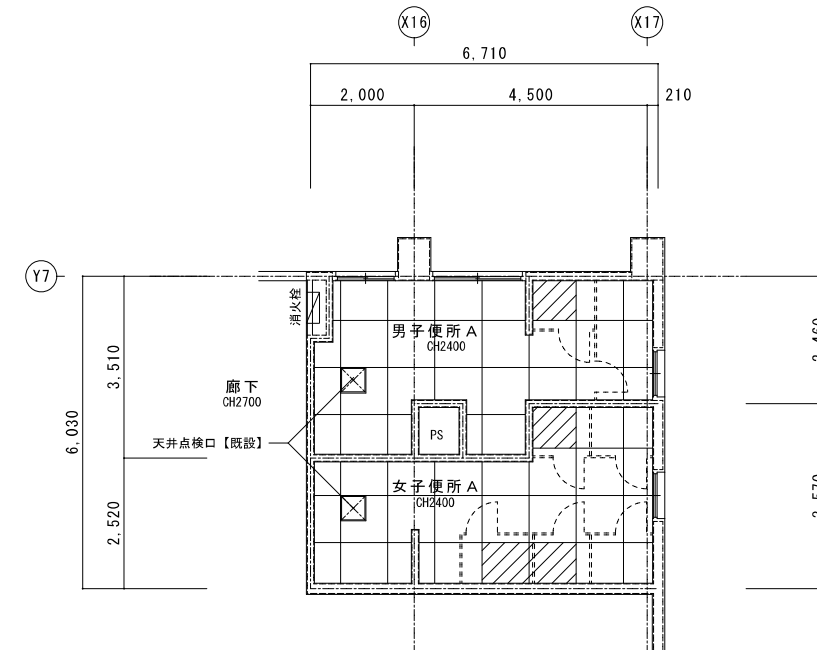 X16
X17
6,710
2,000
4,500
210
Y7
消火栓
男子便所A
CH2400
3,510
廊下
CH2700
6,030
天井点検口【既設】
PS
女子便所A
CH2400
2,520